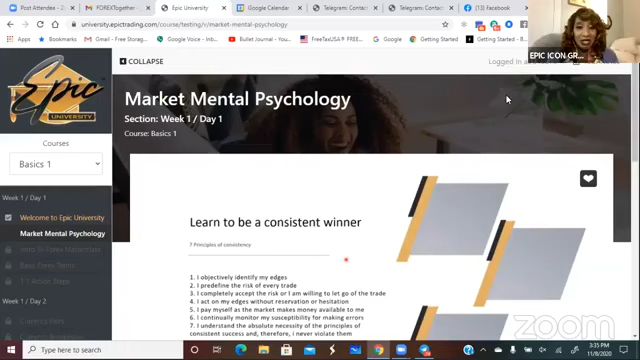 Post Attendees - Zoom
FOREXTogether -
Epic University
Google Calendar
Telegram: Contac
Telegram: Contac
(13) Facebook
university.epictrading.com/course/testing/v/market-mental-psychology
Apps
Gmail - Free Storag...
Google Voice - Inb...
Bullet Journal - You...
FreeTaxUSA® FREE...
Getting Started
Getting Started - B...
COLLAPSE
Logged in as
EPIC ICON GR...
Epic
UNIVERSITY
Market Mental Psychology
Section: Week 1 / Day 1
Course: Basics 1
Courses
Basics 1
Week 1 / Day 1
Welcome to Epic University
Market Mental Psychology
Intro To Forex Masterclass
Basic Forex Terms
1-1 Action Steps
Week 1 / Day 2
Currency Pairs
Learn to be a consistent winner
7 Principles of consistency
1. I objectively identify my edges
2. I predefine the risk of every trade
3. I completely accept the risk or I am willing to let go of the trade
4. I act on my edges without reservation or hesitation
5. I pay myself as the market makes money available to me
6. I continually monitor my susceptibility for making errors
7. I understand the absolute necessity of the principles of
consistent success and, therefore, I never violate them
zoom
Type here to search
3:35 PM
11/8/2020